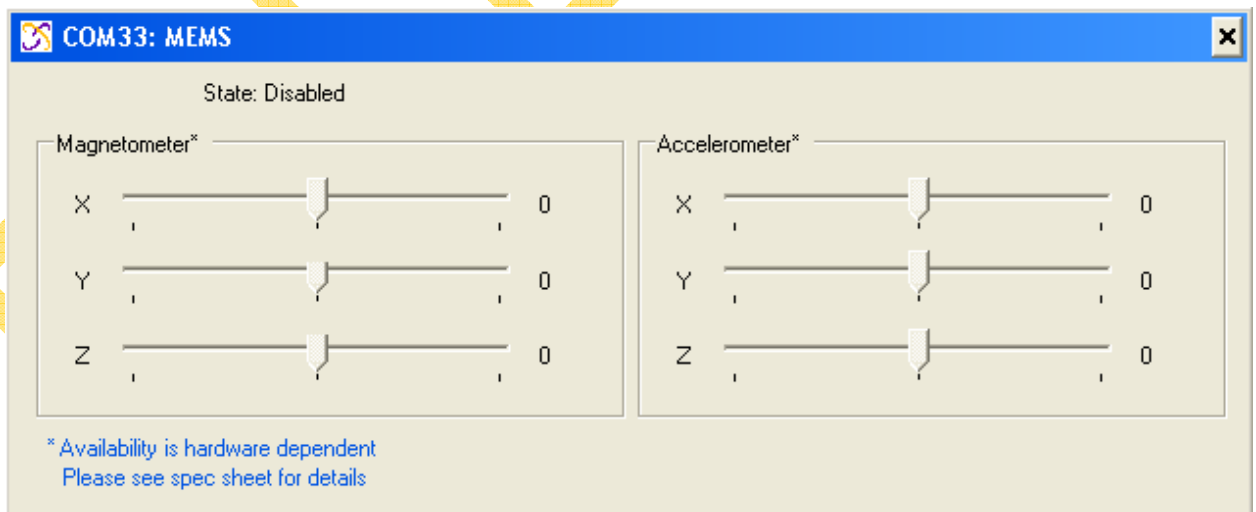 COM33: MEMS
State: Disabled
Magnetometer*
X 0
Y 0
Z 0
Accelerometer*
X 0
Y 0
Z 0
* Availability is hardware dependent
Please see spec sheet for details